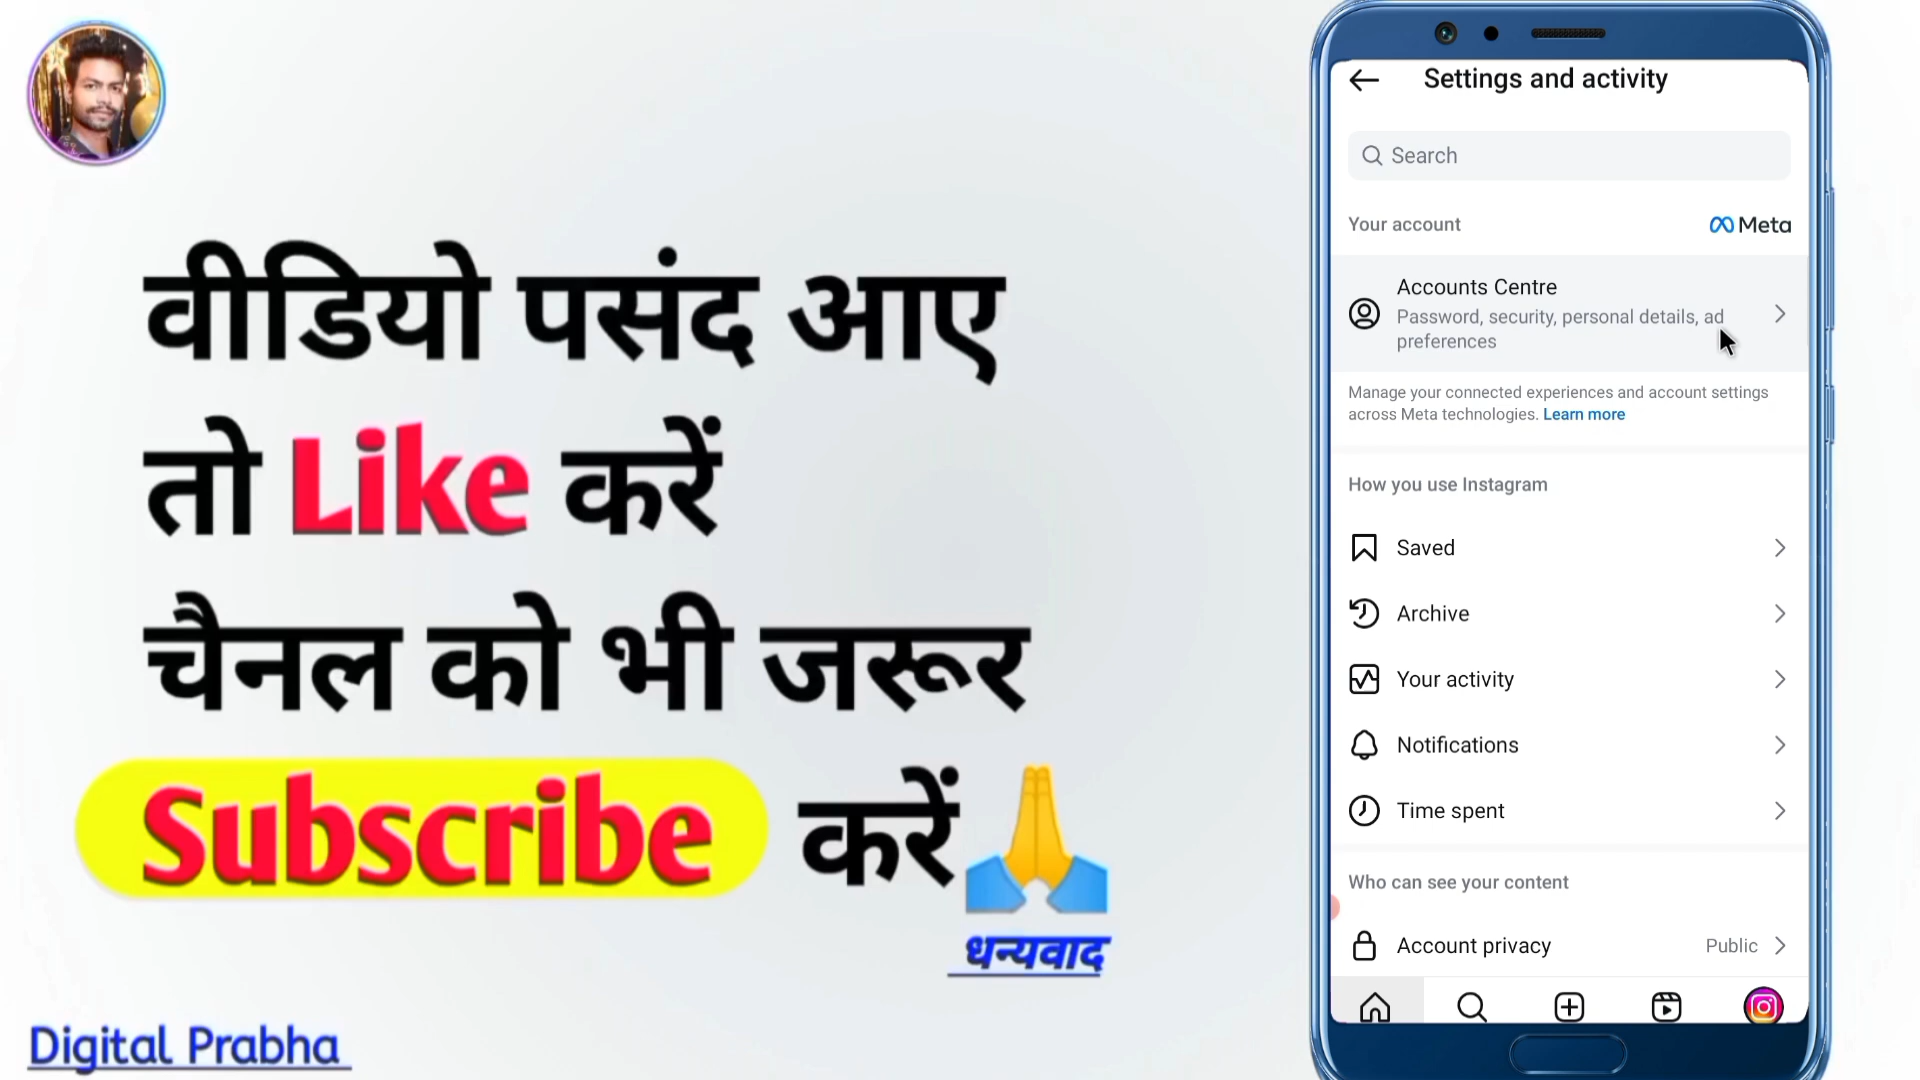 वीडियो पसंद आए
तो Like करें
चैनल को भी जरूर
Subscribe करें
धन्यवाद
Digital Prabha
Settings and activity
Search
Your account
Meta
Accounts Centre
Password, security, personal details, ad
preferences
Manage your connected experiences and account settings
across Meta technologies. Learn more
How you use Instagram
Saved
Archive
Your activity
Notifications
Time spent
Who can see your content
Account privacy Public